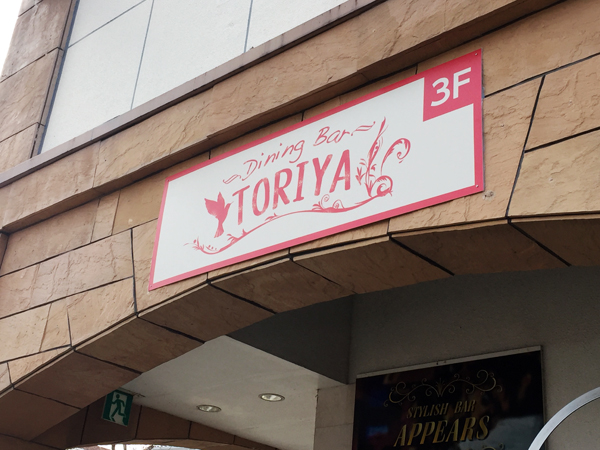 3F
~Dining Bar~
TORIYA
STYLISH BAR
APPEARS